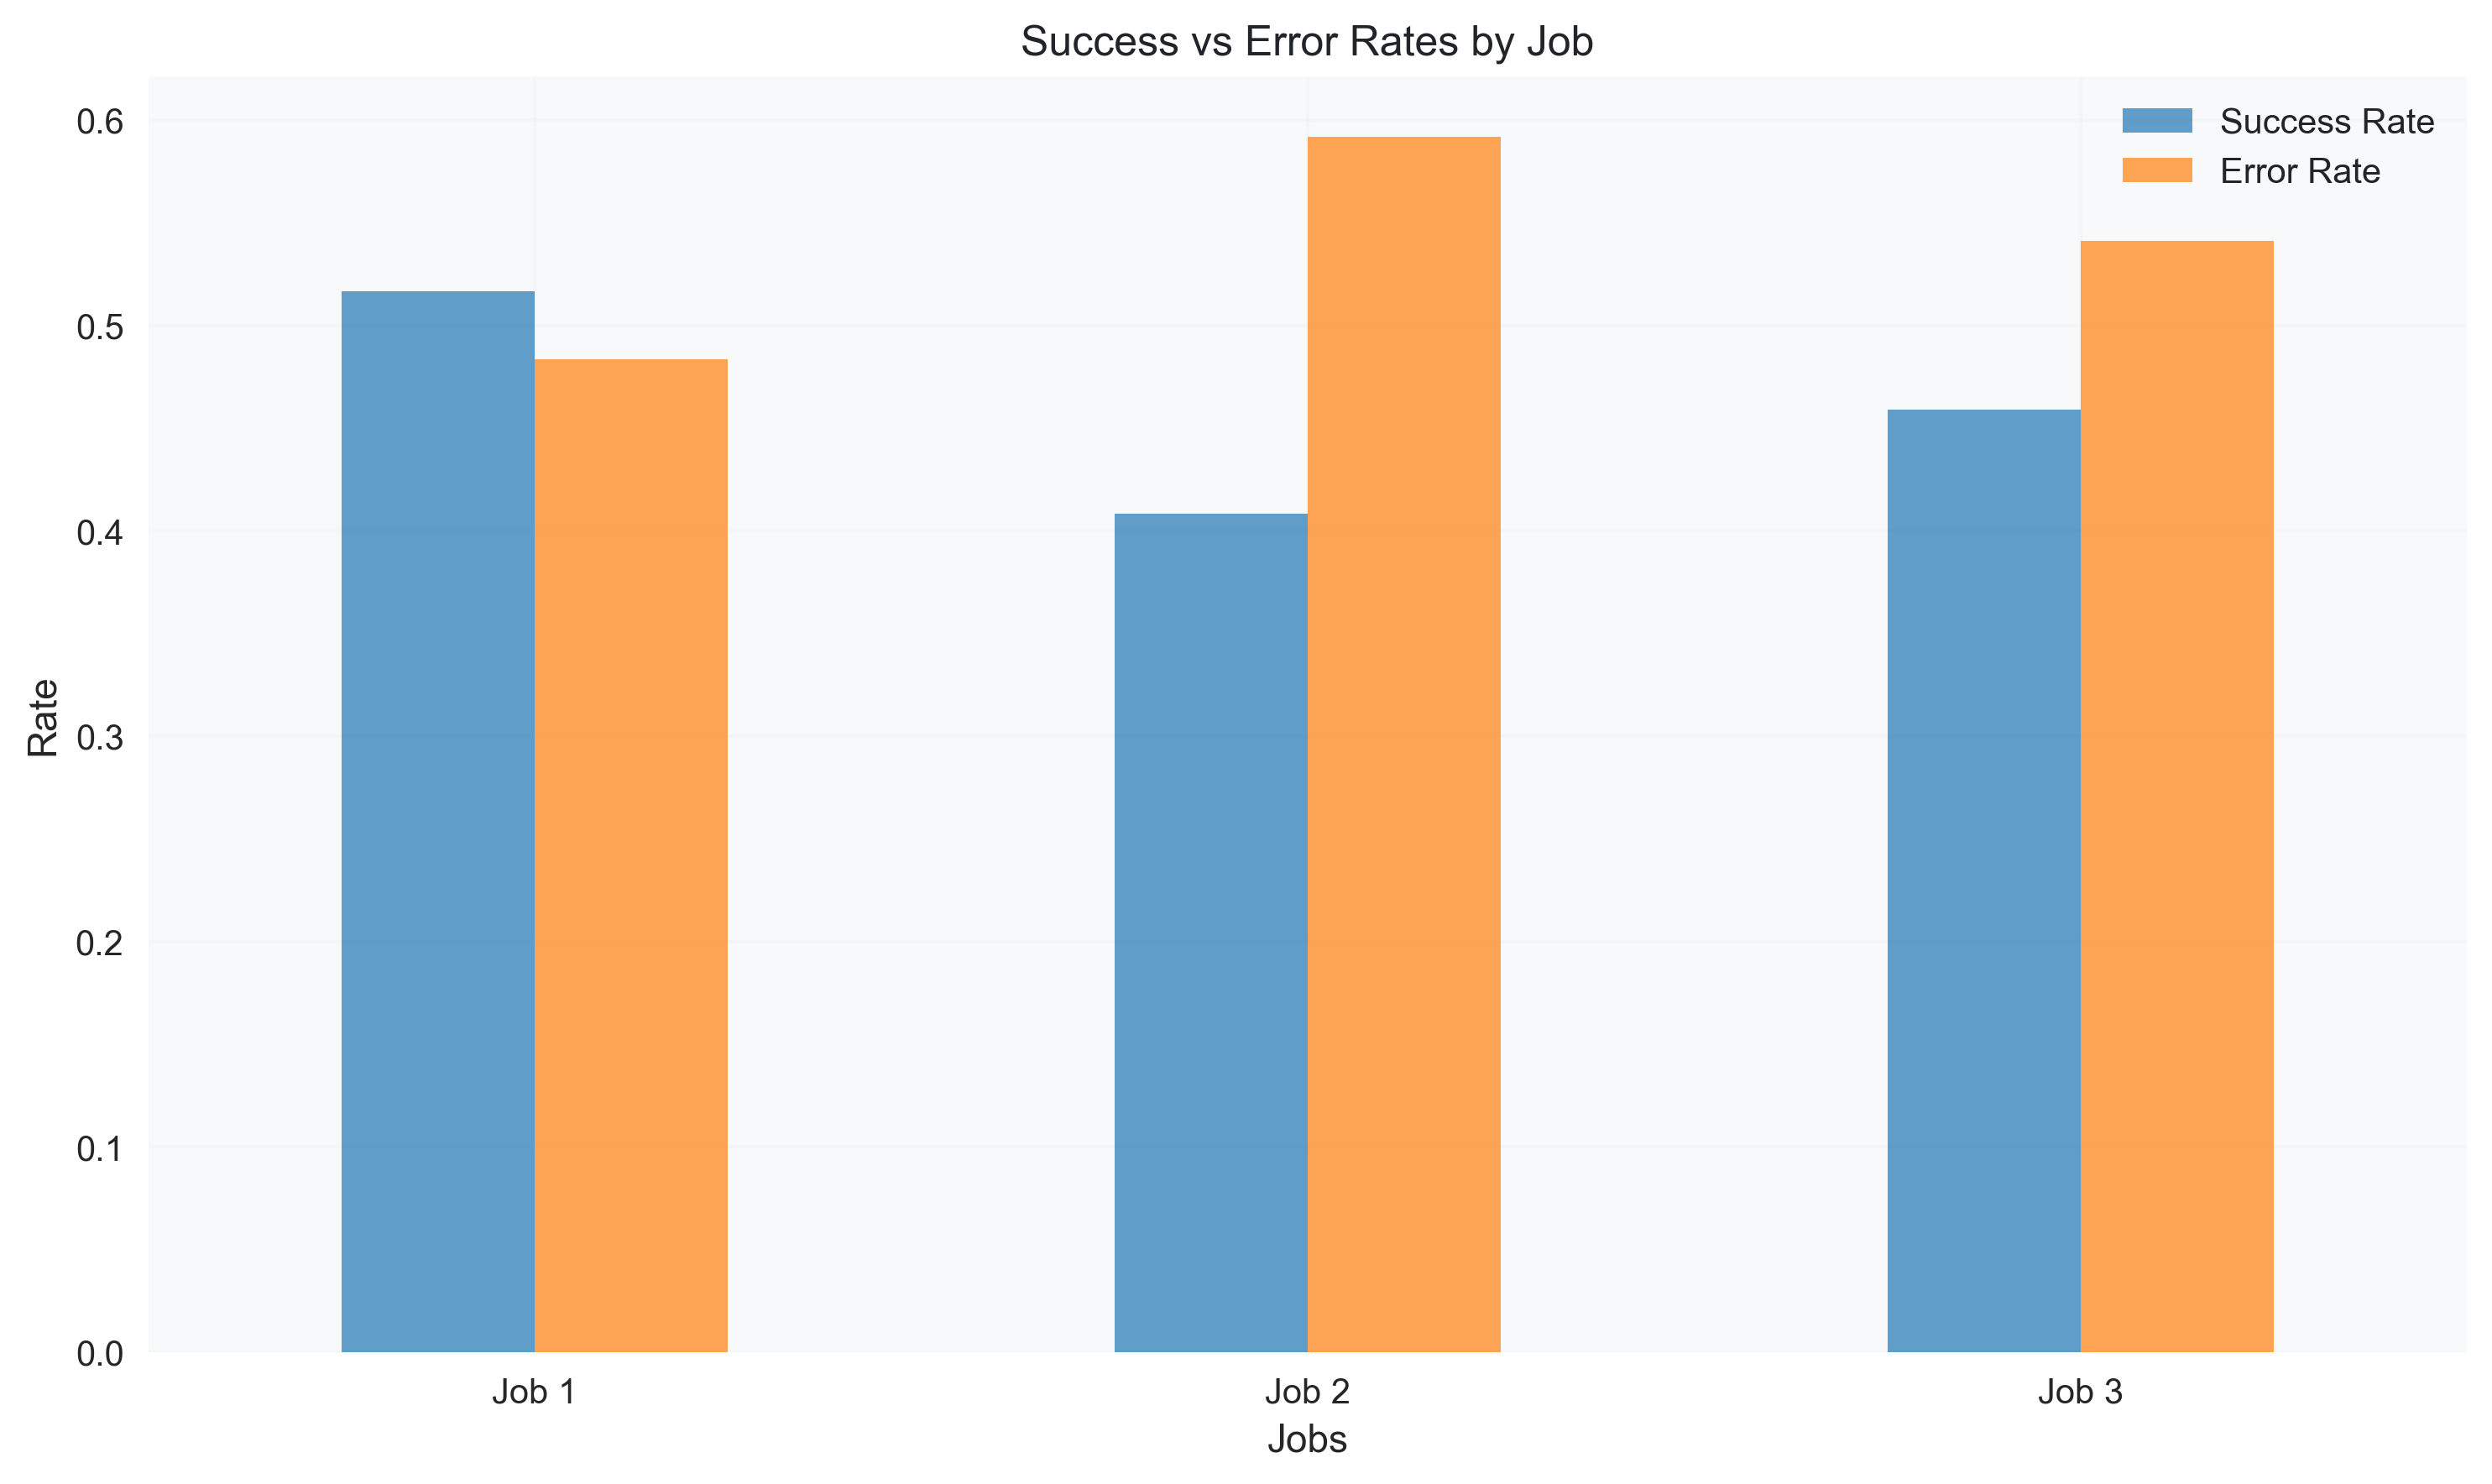 Success vs Error Rates by Job
Success Rate
Error Rate
0.6
0.5
0.4
0.3
0.2
0.1
0.0
Rate
Job 1
Job 2
Job 3
Jobs